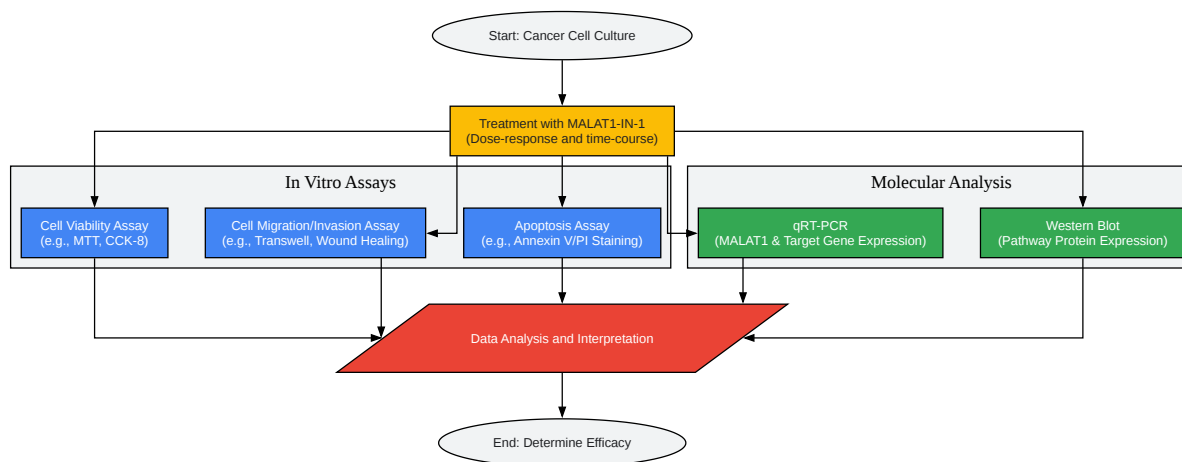 Start: Cancer Cell Culture
Treatment with MALAT1-IN-1
(Dose-response and time-course)
In Vitro Assays
Molecular Analysis
Cell Viability Assay
(e.g., MTT, CCK-8)
Cell Migration/Invasion Assay
(e.g., Transwell, Wound Healing)
Apoptosis Assay
(e.g., Annexin V/PI Staining)
qRT-PCR
(MALAT1 & Target Gene Expression)
Western Blot
(Pathway Protein Expression)
Data Analysis and Interpretation
End: Determine Efficacy